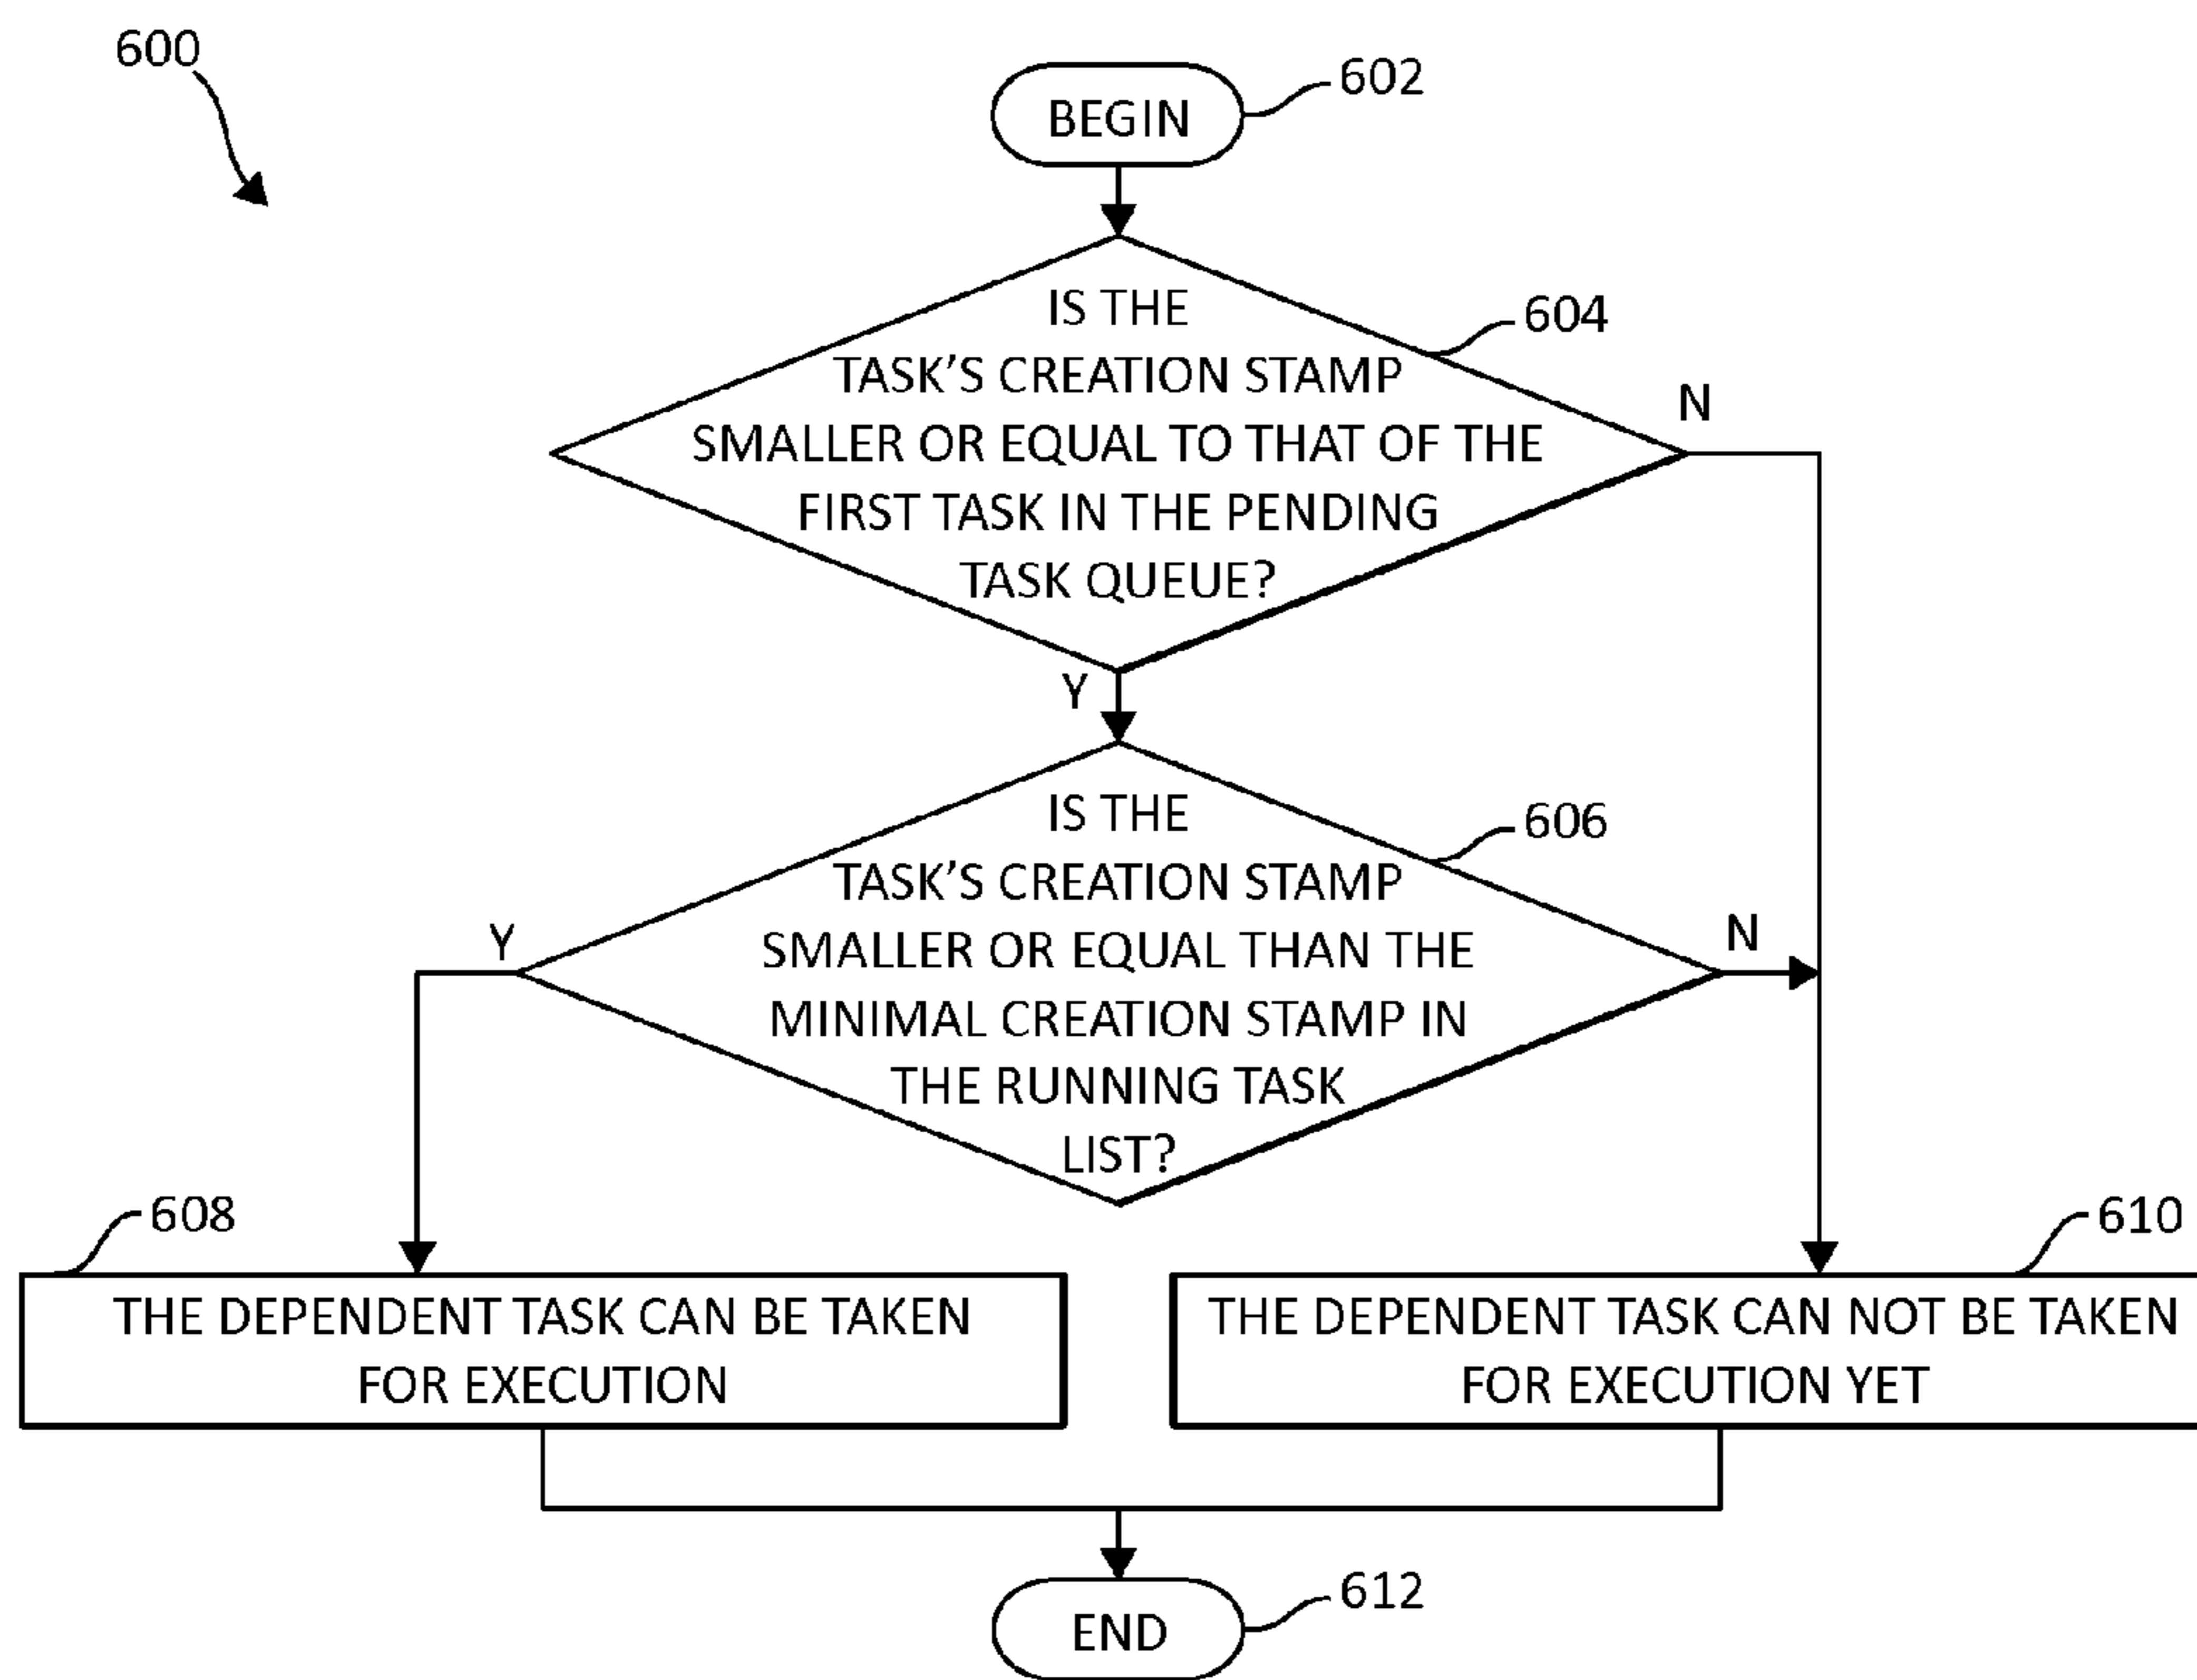 600
BEGIN
602
IS THE
TASK'S CREATION STAMP
SMALLER OR EQUAL TO THAT OF THE
FIRST TASK IN THE PENDING
TASK QUEUE?
604
N
Y
IS THE
TASK'S CREATION STAMP
SMALLER OR EQUAL THAN THE
MINIMAL CREATION STAMP IN
THE RUNNING TASK
LIST?
606
Y
N
608
THE DEPENDENT TASK CAN BE TAKEN
FOR EXECUTION
610
THE DEPENDENT TASK CAN NOT BE TAKEN
FOR EXECUTION YET
END
612